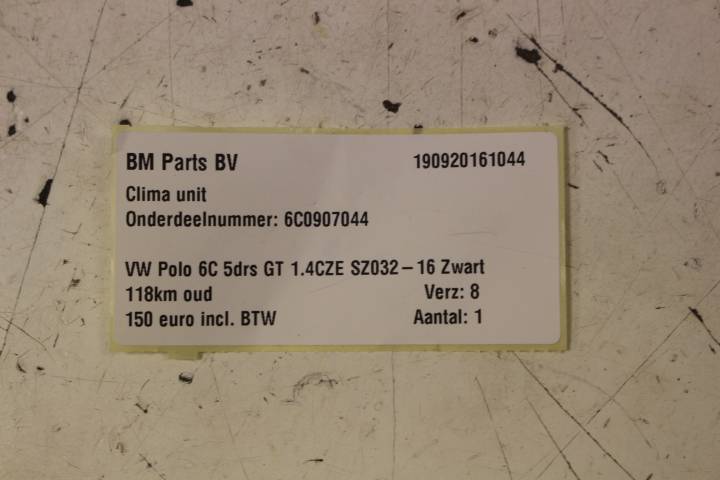 BM Parts BV 190920161044
Clima unit
Onderdeelnummer: 6C0907044
VW Polo 6C 5drs GT 1.4CZE SZ032 – 16 Zwart
118km oud Verz: 8
150 euro incl. BTW Aantal: 1